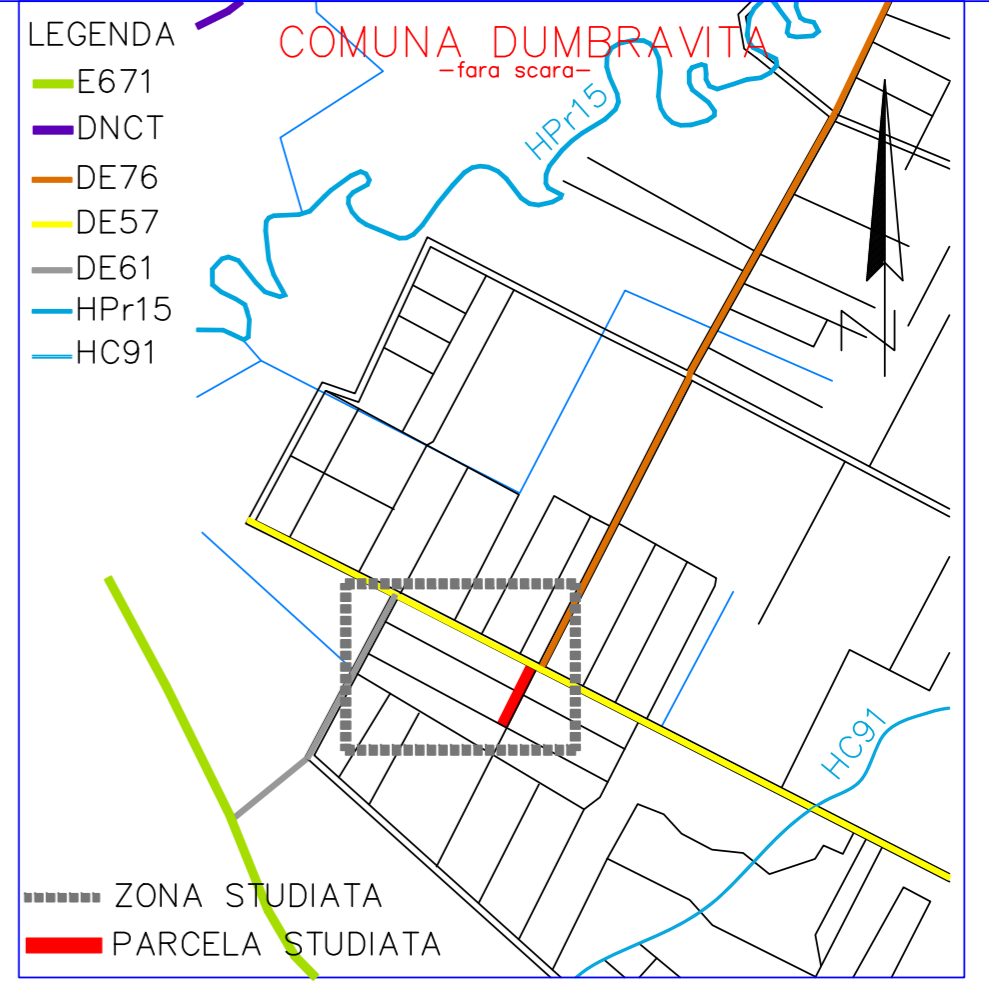 LEGENDA
E671
DNCT
DE76
DE57
DE61
HPr15
HC91
COMUNA DUMBRAVITA
-fara scara-
HPr15
N
HC91
ZONA STUDIATA
PARCELA STUDIATA